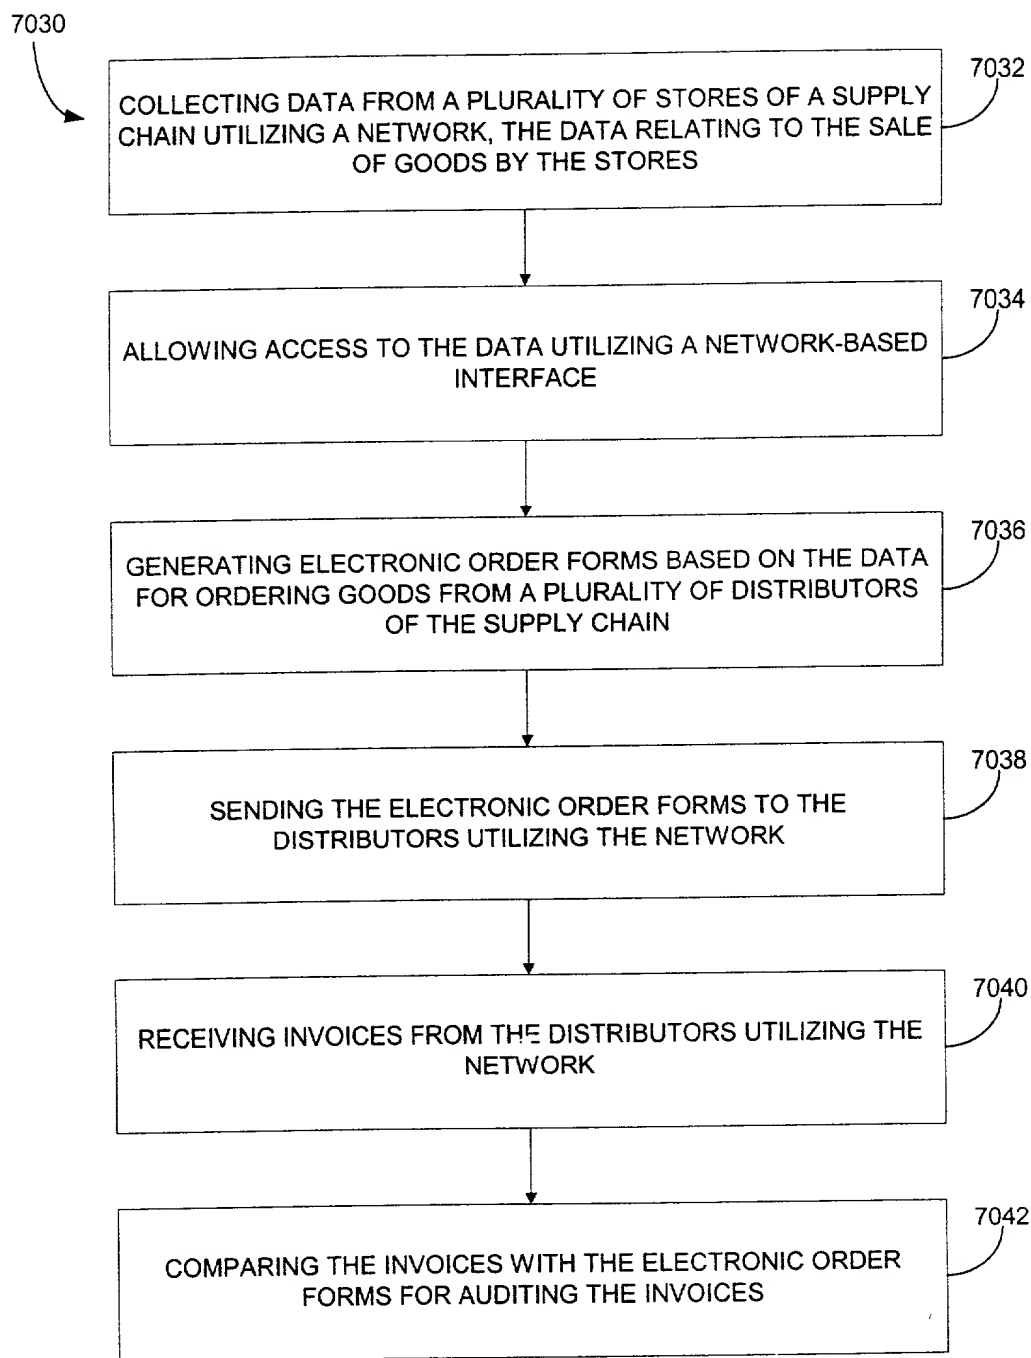 7030
7032
COLLECTING DATA FROM A PLURALITY OF STORES OF A SUPPLY
CHAIN UTILIZING A NETWORK, THE DATA RELATING TO THE SALE
OF GOODS BY THE STORES
7034
ALLOWING ACCESS TO THE DATA UTILIZING A NETWORK-BASED
INTERFACE
7036
GENERATING ELECTRONIC ORDER FORMS BASED ON THE DATA
FOR ORDERING GOODS FROM A PLURALITY OF DISTRIBUTORS
OF THE SUPPLY CHAIN
7038
SENDING THE ELECTRONIC ORDER FORMS TO THE
DISTRIBUTORS UTILIZING THE NETWORK
7040
RECEIVING INVOICES FROM THE DISTRIBUTORS UTILIZING THE
NETWORK
7042
COMPARING THE INVOICES WITH THE ELECTRONIC ORDER
FORMS FOR AUDITING THE INVOICES